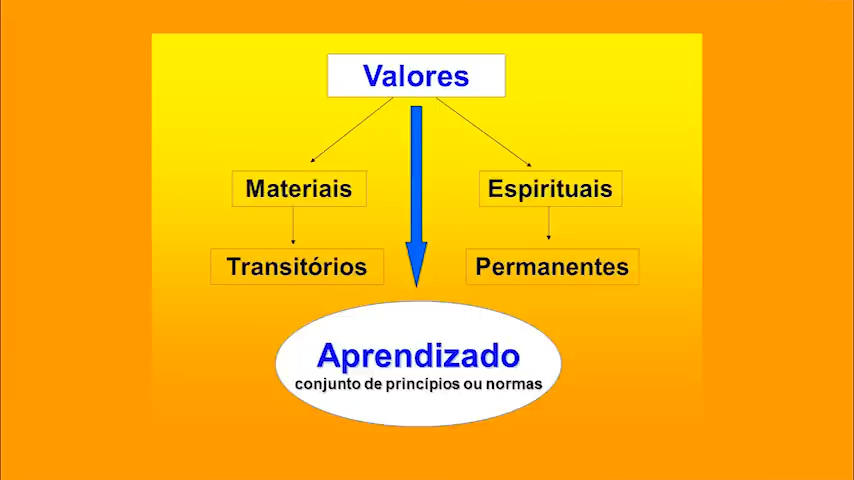 Valores
Materiais
Espirituais
Transitórios
Permanentes
Aprendizado
conjunto de princípios ou normas